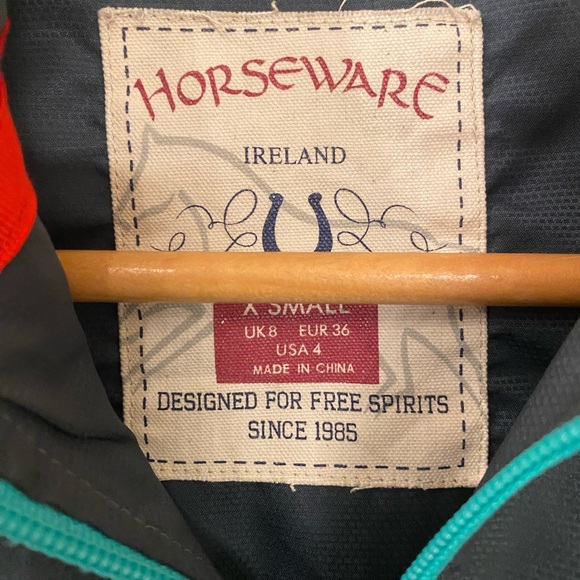 HORSEWARE
IRELAND
X SMALL
UK 8 EUR 36
USA 4
MADE IN CHINA
DESIGNED FOR FREE SPIRITS
SINCE 1985